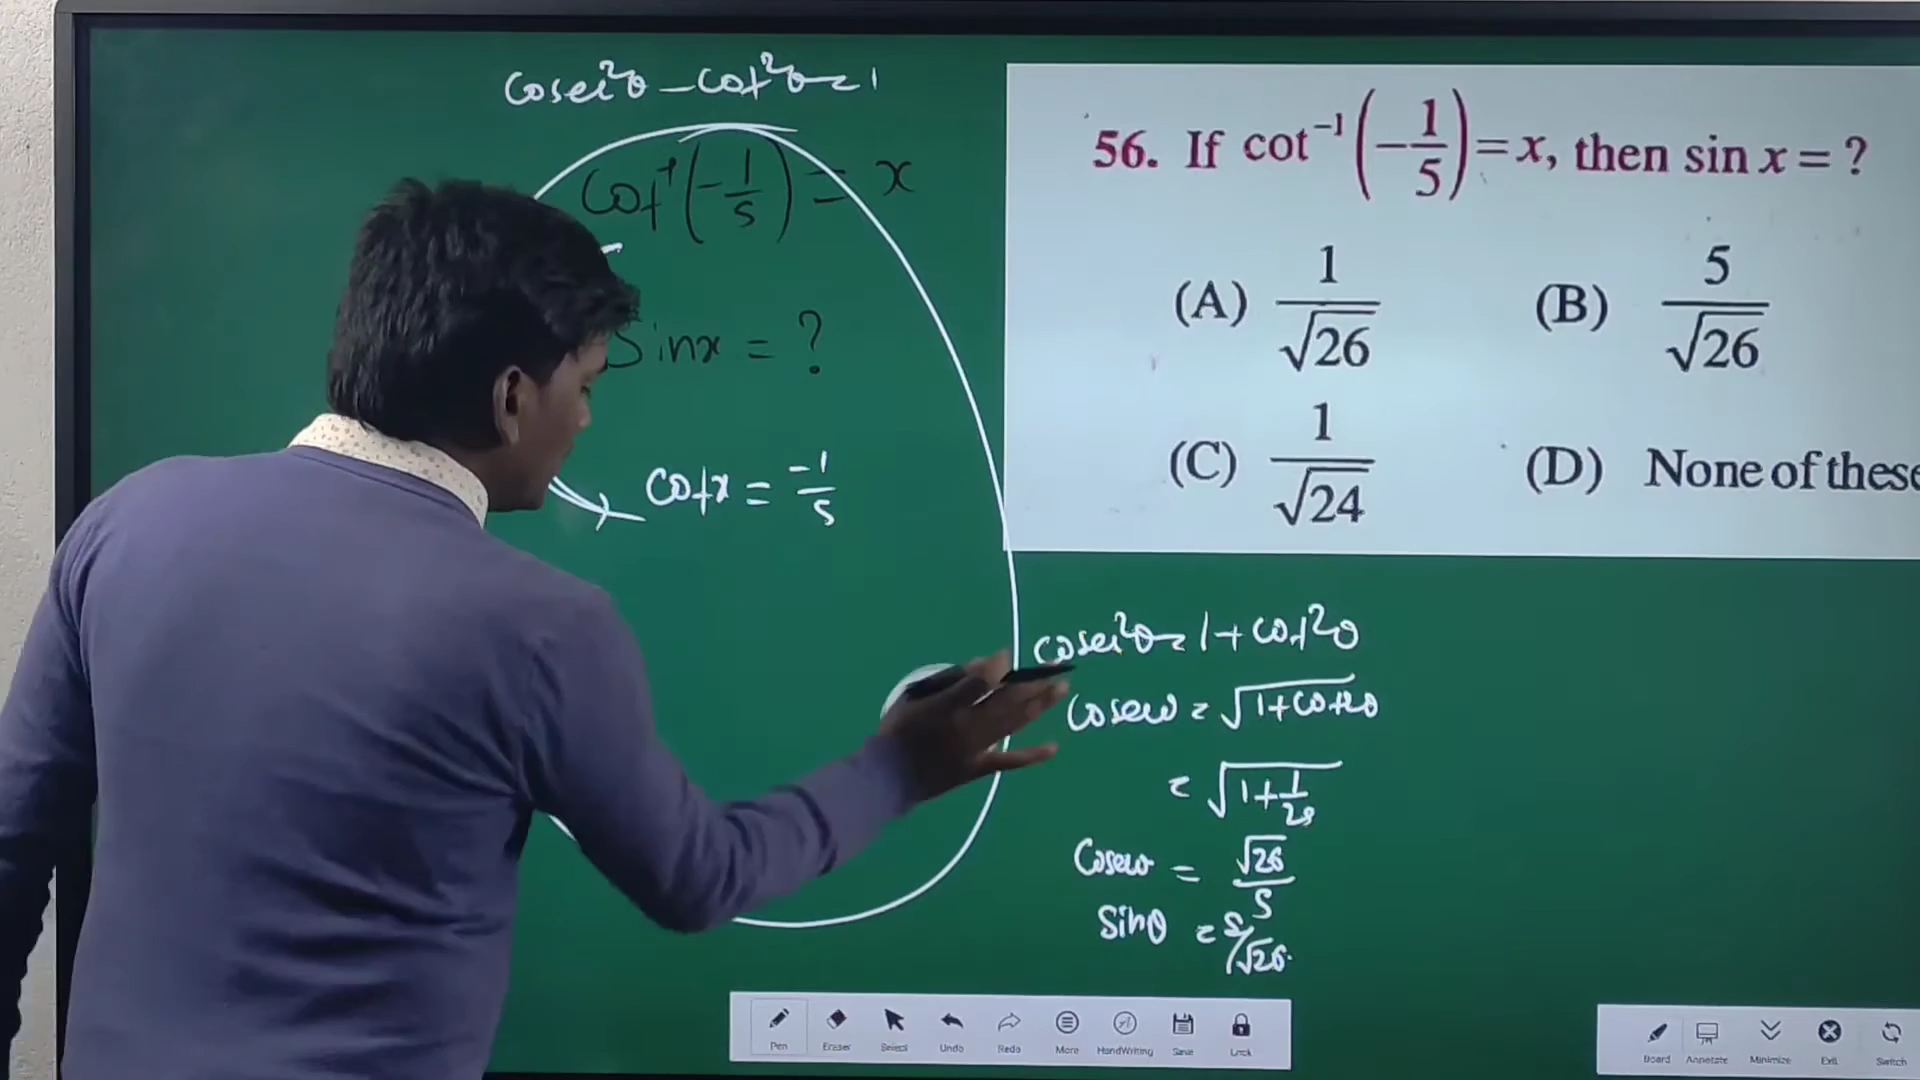 cosec²θ - cot²θ = 1
cot⁻¹(-1/5) = x
Sinx = ?
cotx = -1/5
56. If cot⁻¹(-1/5) = x, then sin x = ?
(A) 1/√26
(B) 5/√26
(C) 1/√24
(D) None of these
cosec²θ = 1 + cot²θ
cosecθ = √1+cot²θ
= √1+1/25
Cosecθ = √26/5
Sinθ = 5/√26
Pen Eraser Select Undo Redo More HandWriting Save Lock
Board Annotate Minimize Exit Switch